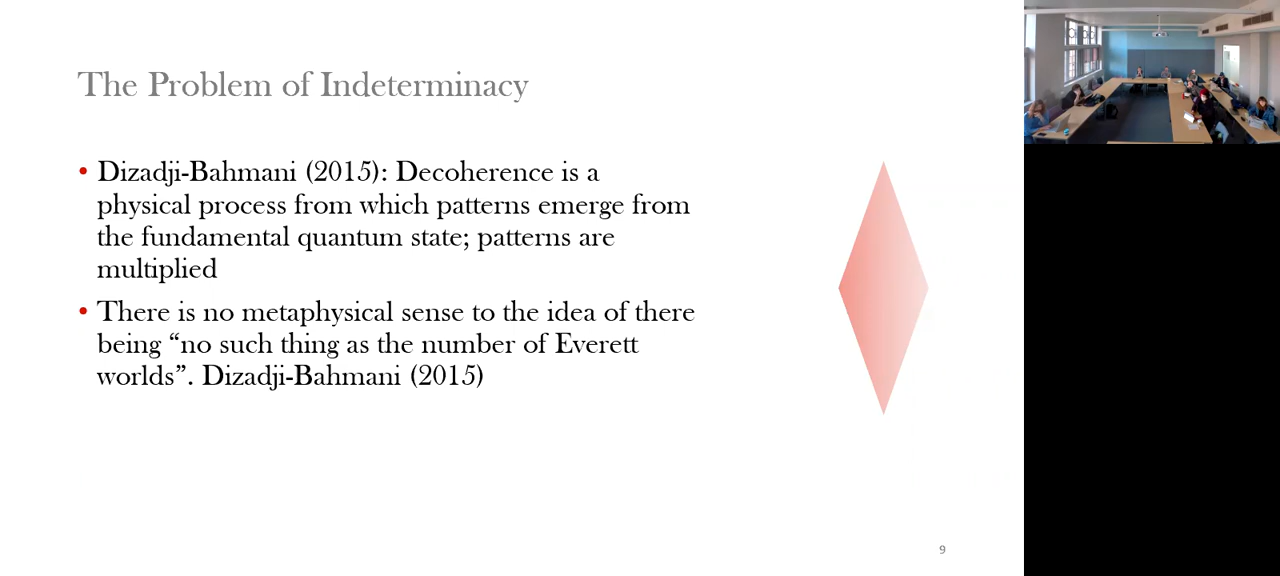 The Problem of Indeterminacy
• Dizadji-Bahmani (2015): Decoherence is a
physical process from which patterns emerge from
the fundamental quantum state; patterns are
multiplied
• There is no metaphysical sense to the idea of there
being “no such thing as the number of Everett
worlds”. Dizadji-Bahmani (2015)
9